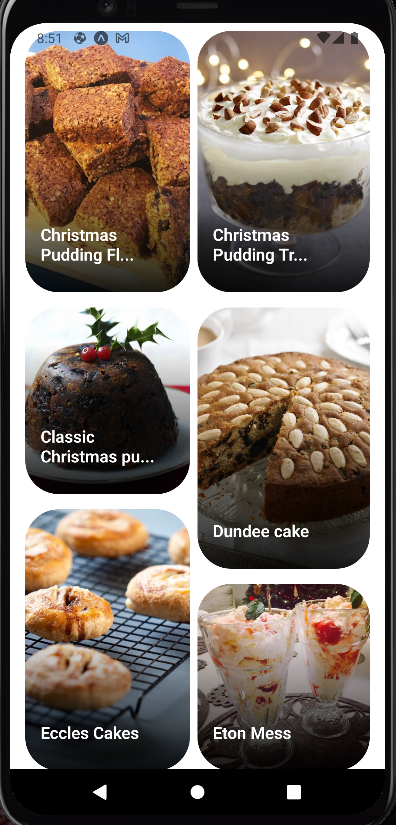 8:51
Christmas
Pudding Fl...
Christmas
Pudding Tr...
Classic
Christmas pu...
Dundee cake
Eccles Cakes
Eton Mess